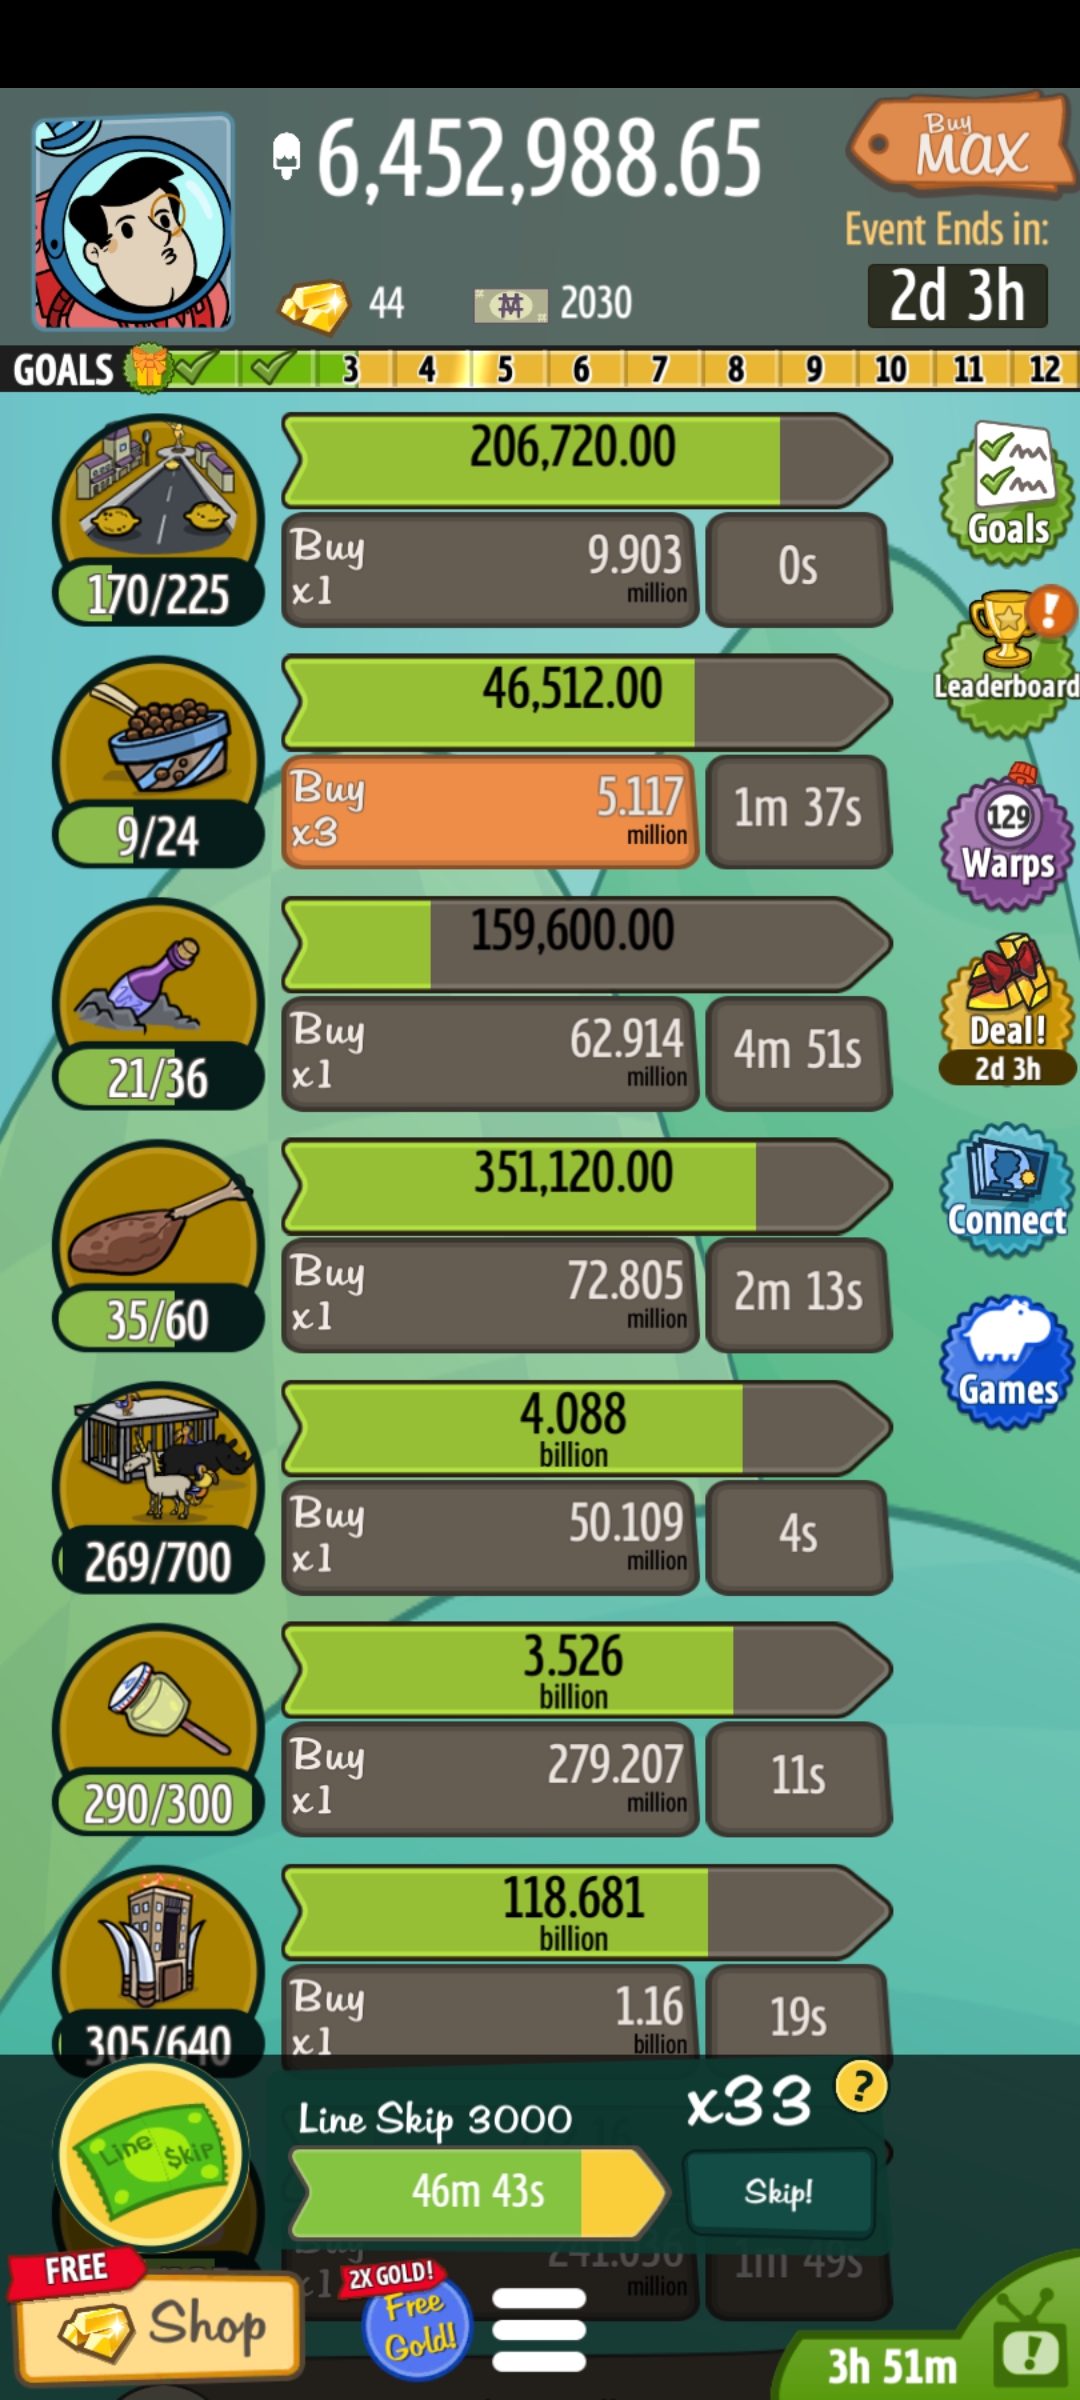 6,452,988.65
Buy
MAX
Event Ends in:
44
2030
2d 3h
GOALS 3 4 5 6 7 8 9 10 11 12
206,720.00
Buy
x1
9.903
million
0s
170/225
Goals
46,512.00
Buy
x3
5.117
million
1m 37s
9/24
!
Leaderboard
159,600.00
Buy
x1
62.914
million
4m 51s
21/36
129
Warps
351,120.00
Buy
x1
72.805
million
2m 13s
35/60
Deal!
2d 3h
4.088
billion
Buy
x1
50.109
million
4s
269/700
Connect
Games
3.526
billion
Buy
x1
279.207
million
11s
290/300
118.681
billion
Buy
x1
1.16
billion
19s
305/640
Line Skip
Line Skip 3000
x33
?
46m 43s
Skip!
Buy
x1
241.036
million
1m 49s
FREE
Shop
2X GOLD!
Free
Gold!
3h 51m
!